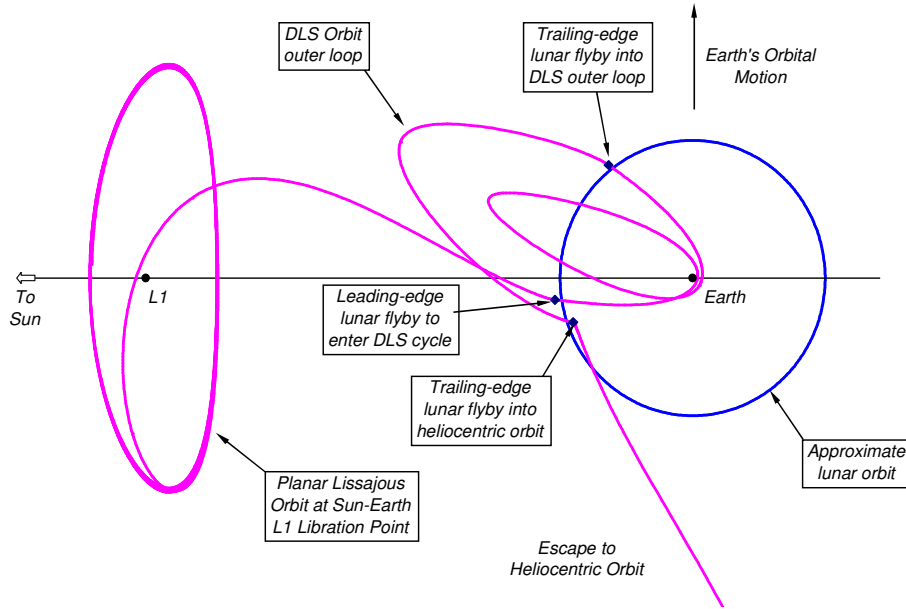 DLS Orbit
outer loop
Trailing-edge
lunar flyby into
DLS outer loop
Earth's Orbital
Motion
To
Sun
L1
Earth
Leading-edge
lunar flyby to
enter DLS cycle
Trailing-edge
lunar flyby into
heliocentric orbit
Approximate
lunar orbit
Planar Lissajous
Orbit at Sun-Earth
L1 Libration Point
Escape to
Heliocentric Orbit